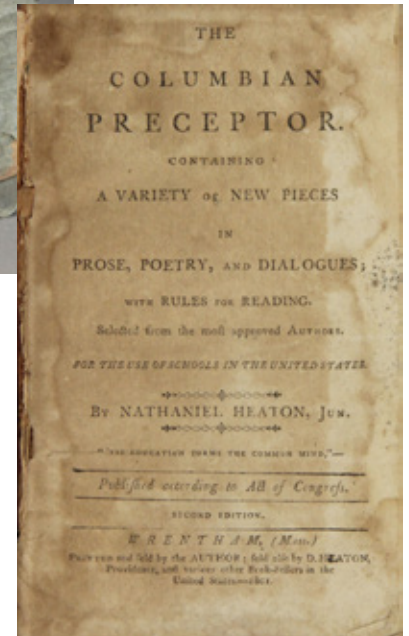 THE
COLUMBIAN
PRECEPTOR.
CONTAINING
A VARIETY OF NEW PIECES
IN
PROSE, POETRY, AND DIALOGUES;
WITH RULES FOR READING.
Selected from the moſt approved AUTHORS.
FOR THE USE OF SCHOOLS IN THE UNITED STATES.
BY NATHANIEL HEATON, JUN.
"'TIS EDUCATION FORMS THE COMMON MIND,"—
Publiſhed according to Act of Congreſs.
SECOND EDITION.
WRENTHAM, (Maſſ.)
PRINTED and ſold by the AUTHOR; ſold alſo by D. HEATON,
Providence, and various other Book-ſellers in the
United States—1801.